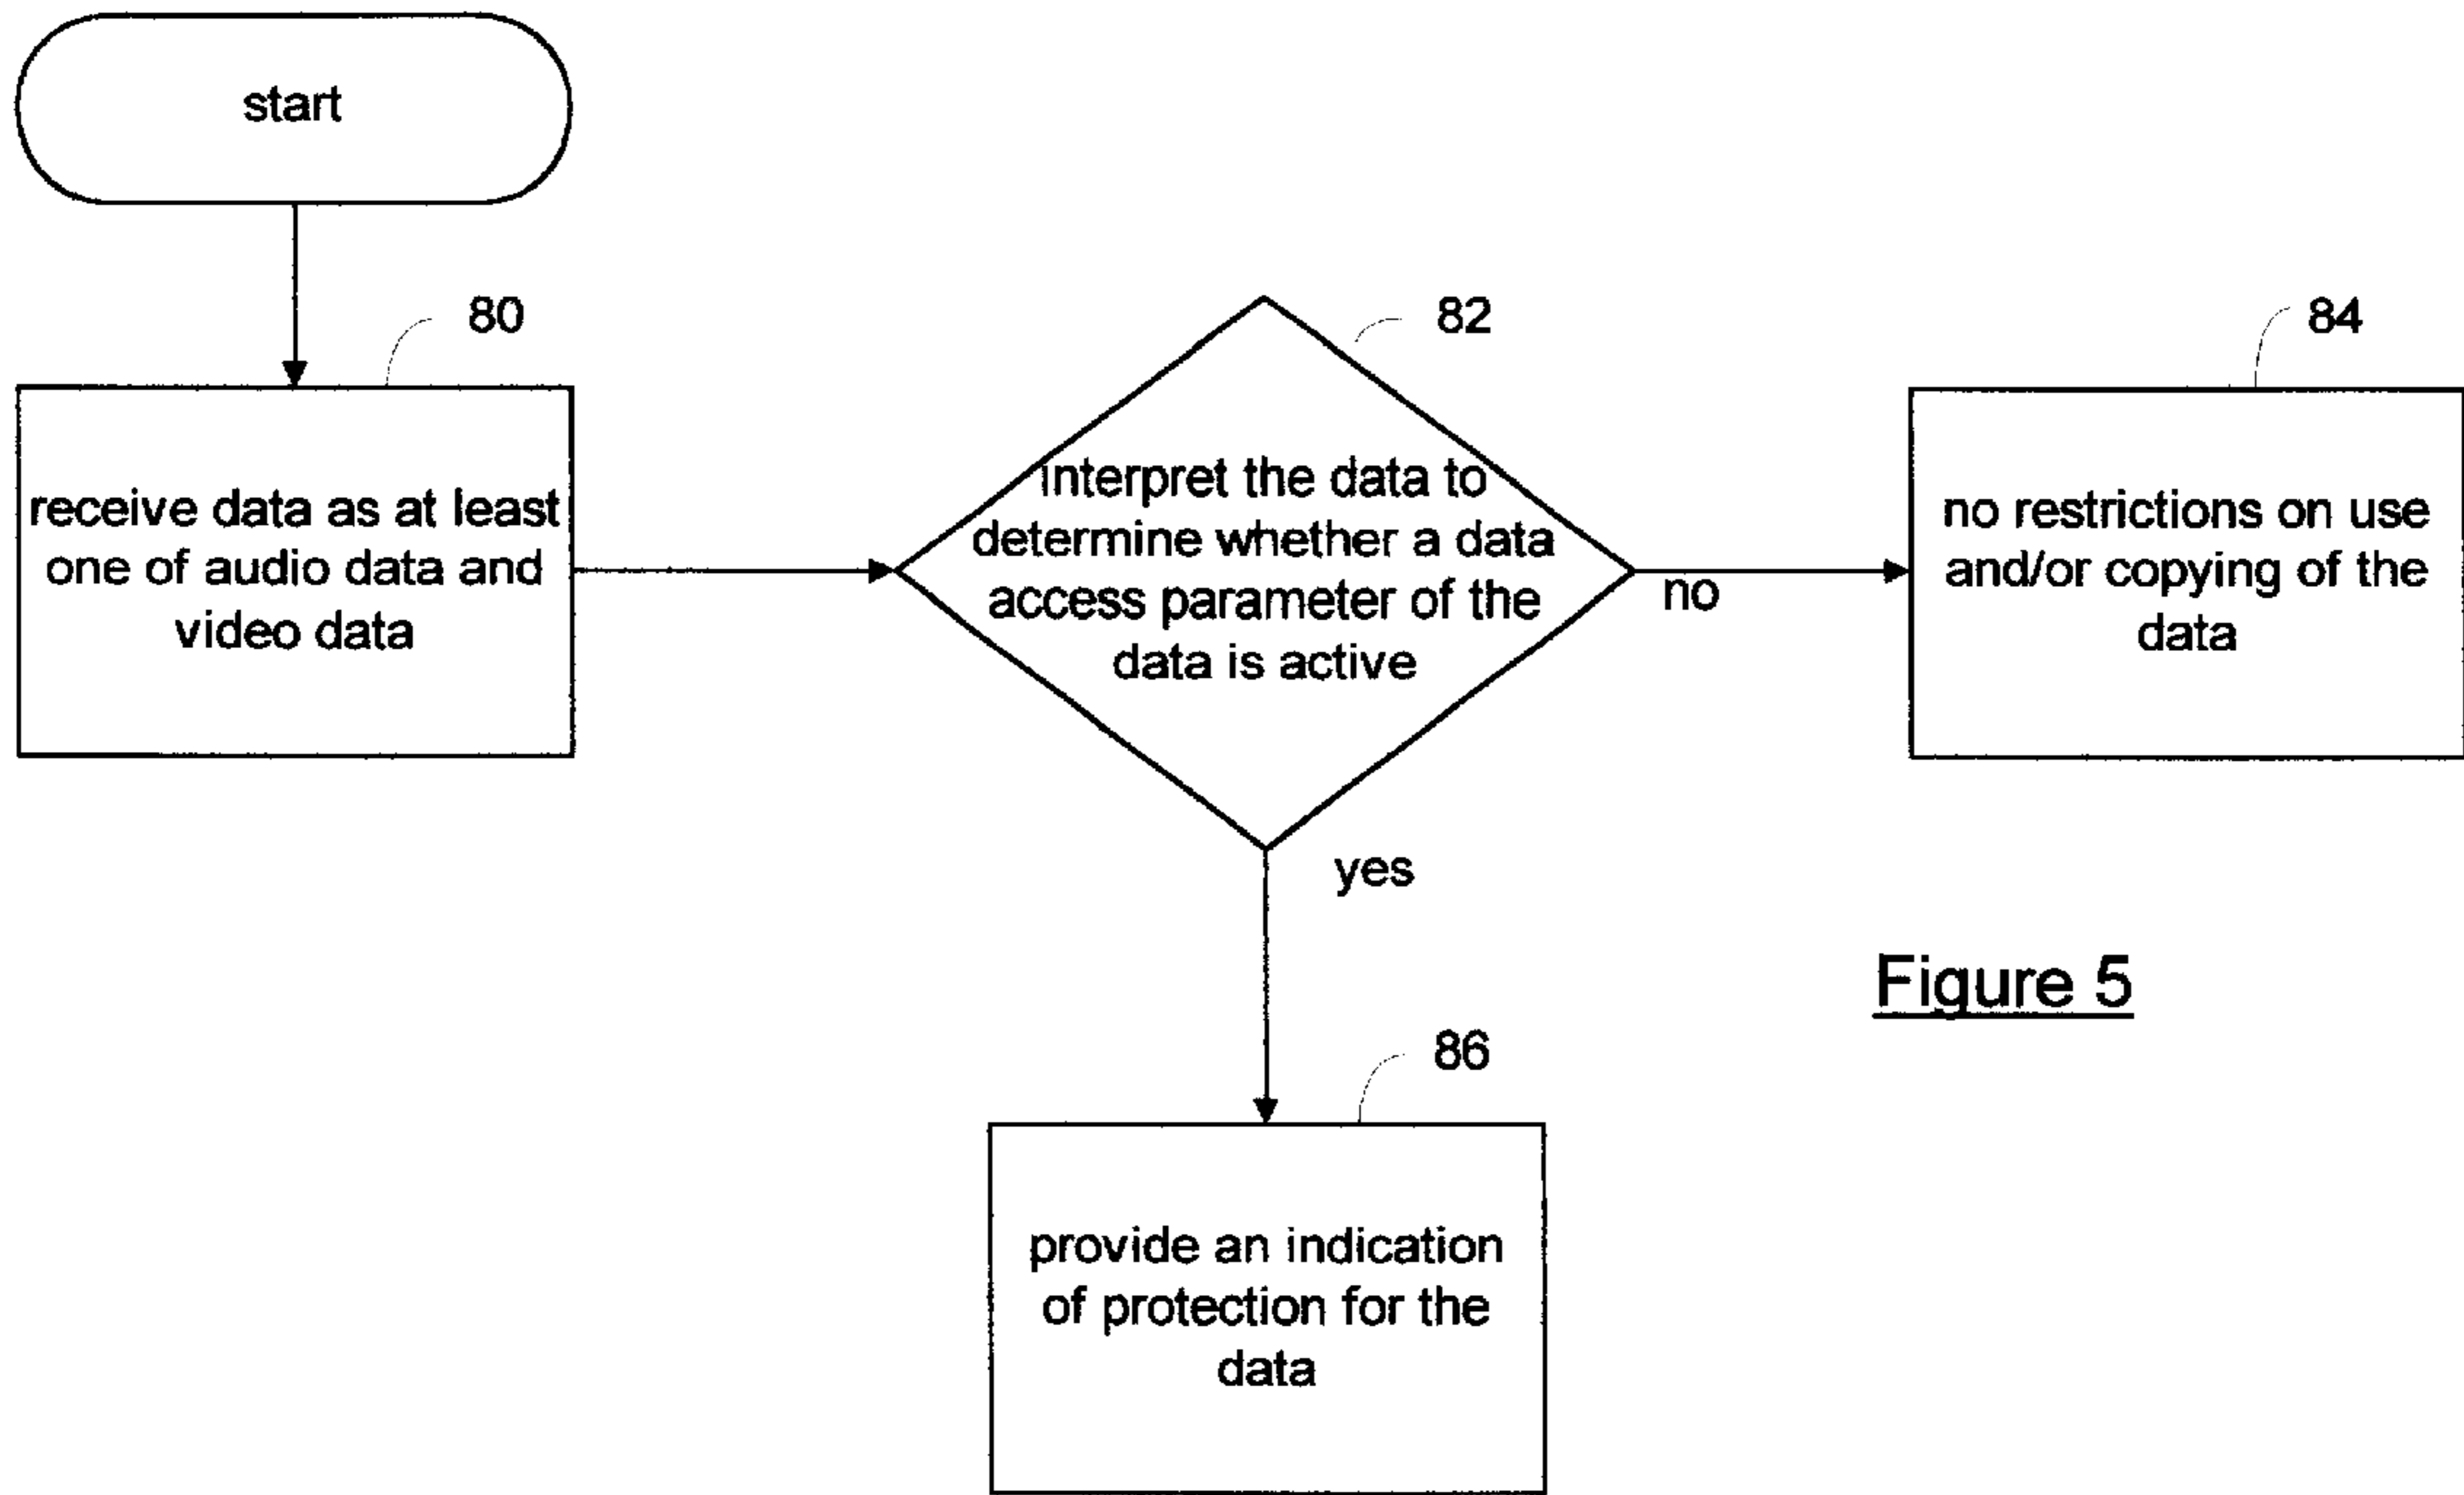 start
80
receive data as at least
one of audio data and
video data
82
interpret the data to
determine whether a data
access parameter of the
data is active
no
84
no restrictions on use
and/or copying of the
data
yes
86
provide an indication
of protection for the
data
Figure 5